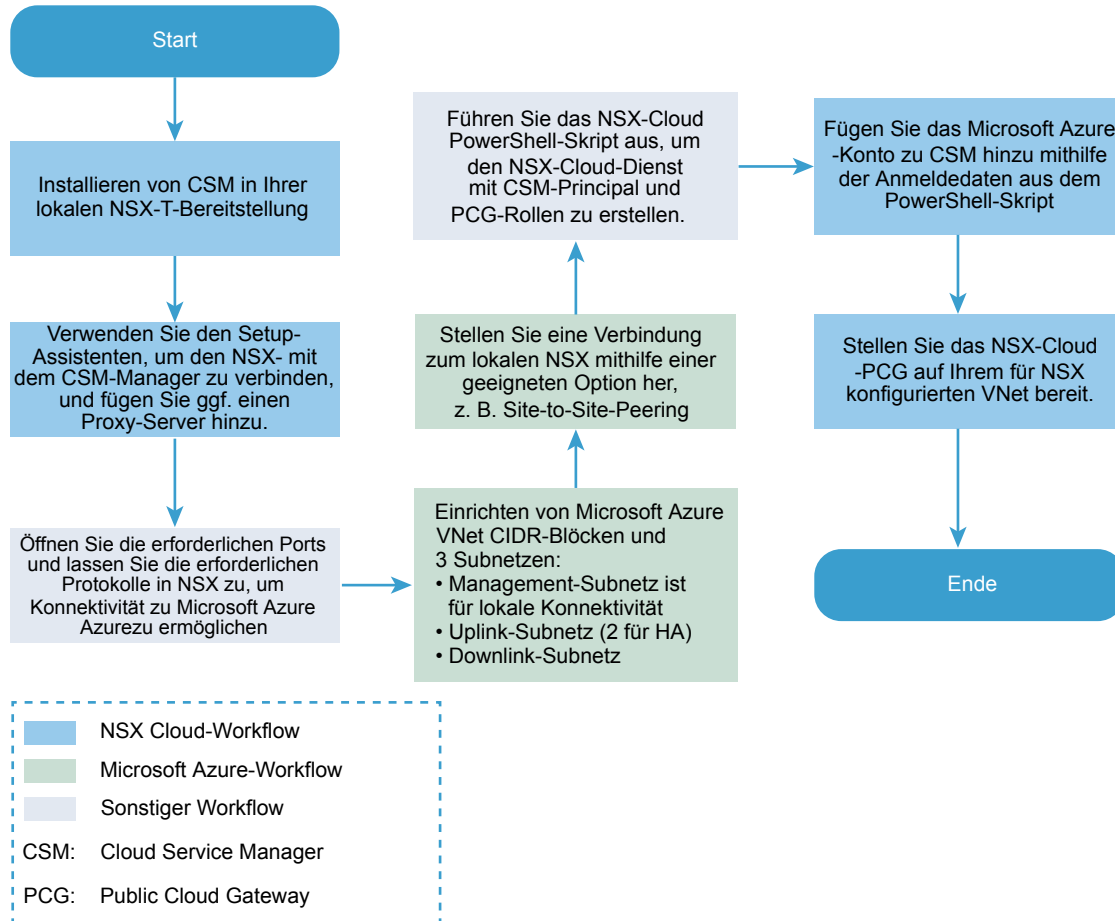 Start
Installieren von CSM in Ihrer
lokalen NSX-T-Bereitstellung
Verwenden Sie den Setup-
Assistenten, um den NSX- mit
dem CSM-Manager zu verbinden,
und fügen Sie ggf. einen
Proxy-Server hinzu.
Öffnen Sie die erforderlichen Ports
und lassen Sie die erforderlichen
Protokolle in NSX zu, um
Konnektivität zu Microsoft Azure
Azurezu ermöglichen
Einrichten von Microsoft Azure
VNet CIDR-Blöcken und
3 Subnetzen:
• Management-Subnetz ist
für lokale Konnektivität
• Uplink-Subnetz (2 für HA)
• Downlink-Subnetz
Stellen Sie eine Verbindung
zum lokalen NSX mithilfe einer
geeigneten Option her,
z. B. Site-to-Site-Peering
Führen Sie das NSX-Cloud
PowerShell-Skript aus, um
den NSX-Cloud-Dienst
mit CSM-Principal und
PCG-Rollen zu erstellen.
Fügen Sie das Microsoft Azure
-Konto zu CSM hinzu mithilfe
der Anmeldedaten aus dem
PowerShell-Skript
Stellen Sie das NSX-Cloud
-PCG auf Ihrem für NSX
konfigurierten VNet bereit.
Ende
NSX Cloud-Workflow
Microsoft Azure-Workflow
Sonstiger Workflow
CSM: Cloud Service Manager
PCG: Public Cloud Gateway